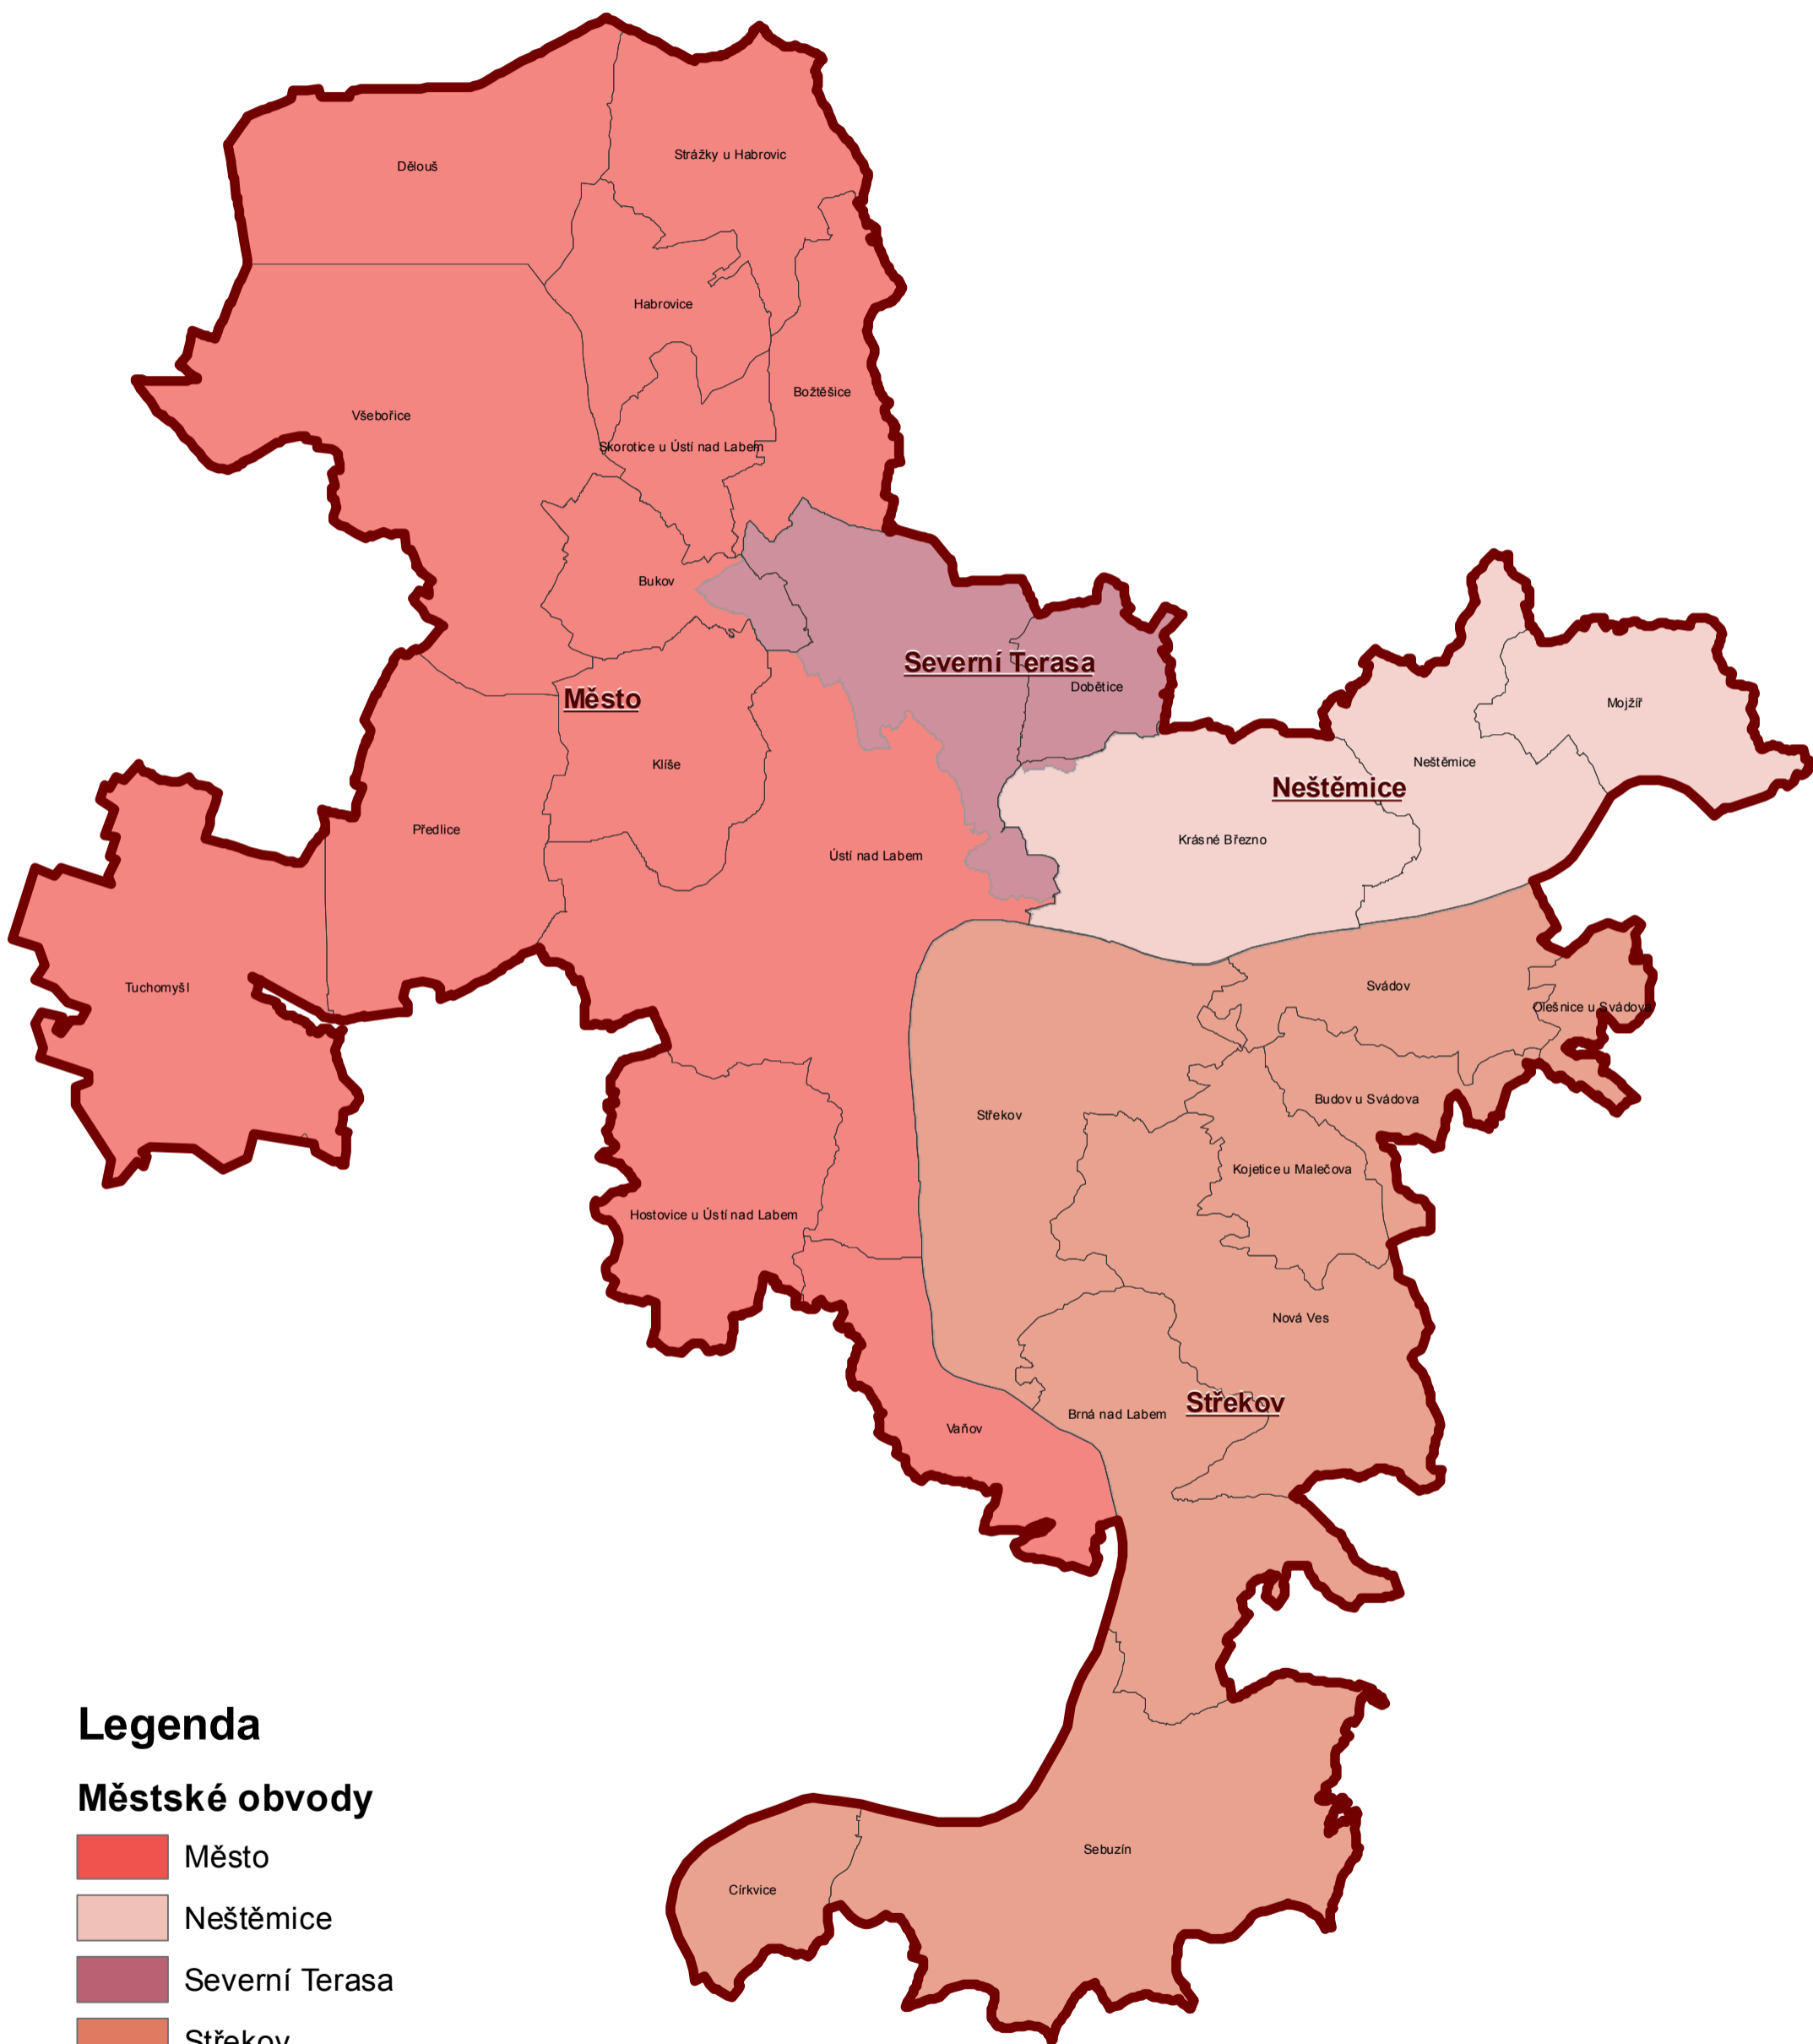 Strážky u Habrovic
Dělouš
Habrovice
Božtěšice
Všebořice
Skorotice u Ústí nad Labem
Bukov
Severní Terasa
Dobětice
Město
Mojžíř
Neštěmice
Klíše
Neštěmice
Předlice
Krásné Březno
Ústí nad Labem
Svádov
Tuchomyšl
Olešnice u Svádova
Budov u Svádova
Střekov
Kojetice u Malečova
Hostovice u Ústí nad Labem
Nová Ves
Střekov
Brná nad Labem
Vaňov
Legenda
Městské obvody
Sebuzín
Město
Církvice
Neštěmice
Severní Terasa
Střekov